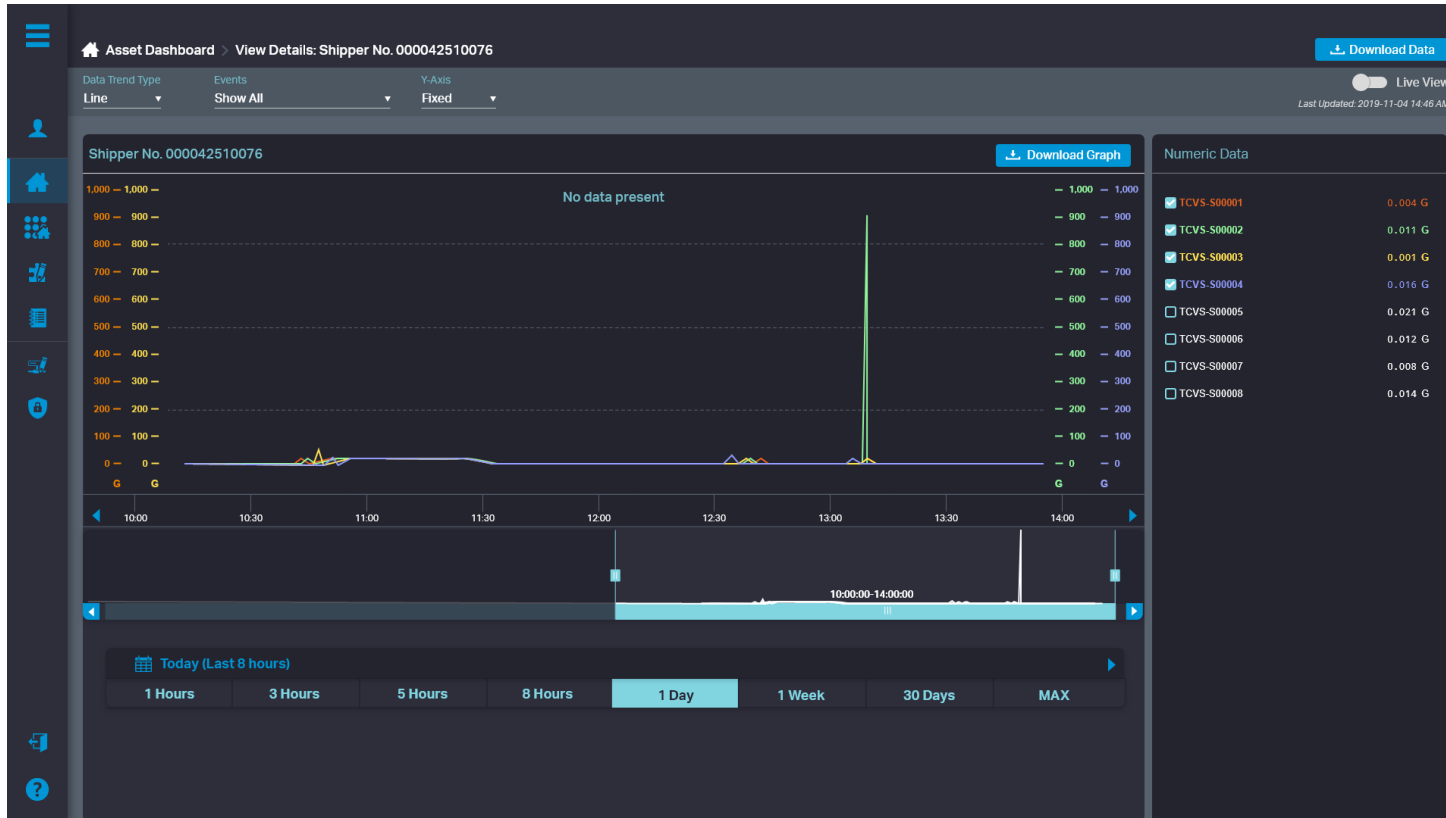 Asset Dashboard > View Details: Shipper No. 000042510076
Download Data
Data Trend Type
Line
Events
Show All
Y-Axis
Fixed
Live View
Last Updated: 2019-11-04 14:46 AM
Shipper No. 000042510076
Download Graph
No data present
1,000 1,000 1,000 1,000
900 900 900 900
800 800 800 800
700 700 700 700
600 600 600 600
500 500 500 500
400 400 400 400
300 300 300 300
200 200 200 200
100 100 100 100
0 0 0 0
G G G G
10:00 10:30 11:00 11:30 12:00 12:30 13:00 13:30 14:00
10:00:00-14:00:00
Today (Last 8 hours)
1 Hours 3 Hours 5 Hours 8 Hours 1 Day 1 Week 30 Days MAX
Numeric Data
TCVS-S00001 0.004 G
TCVS-S00002 0.011 G
TCVS-S00003 0.001 G
TCVS-S00004 0.016 G
TCVS-S00005 0.021 G
TCVS-S00006 0.012 G
TCVS-S00007 0.008 G
TCVS-S00008 0.014 G
?